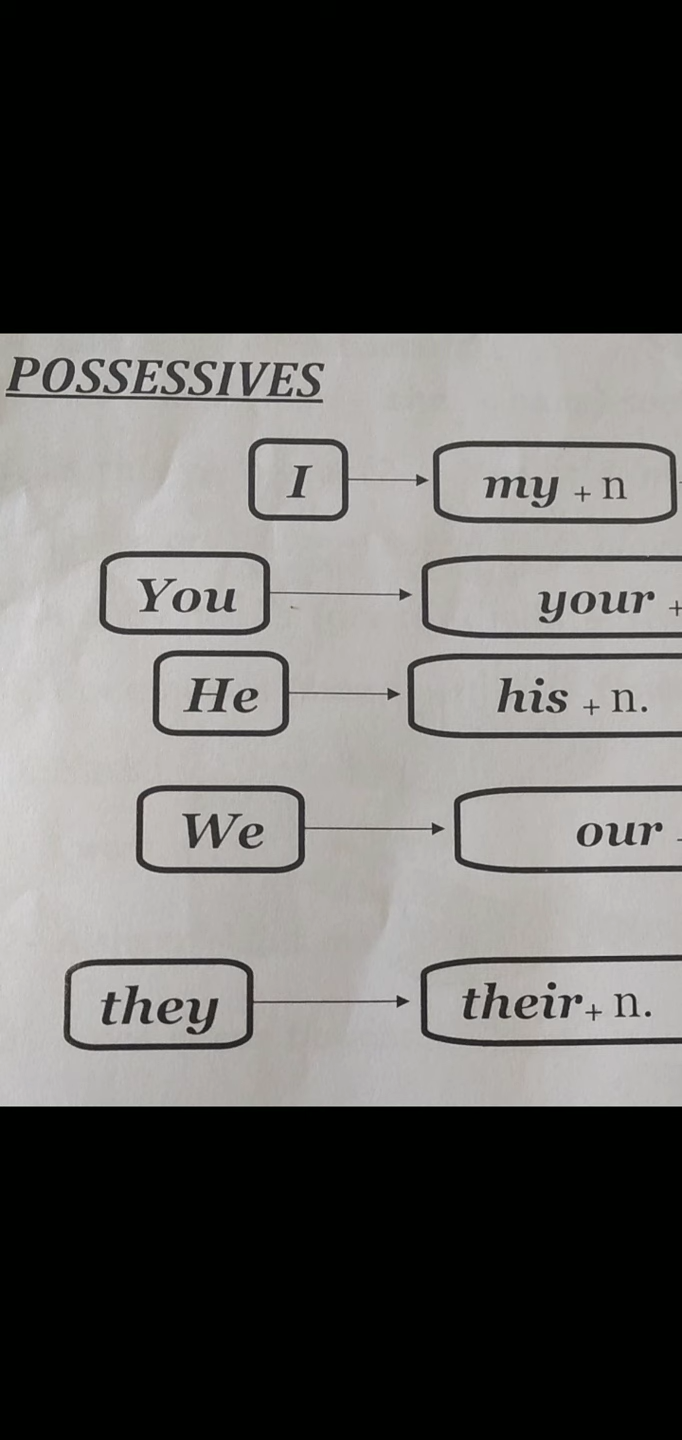 POSSESSIVES
I my + n
You your +
He his + n.
We our
they their + n.